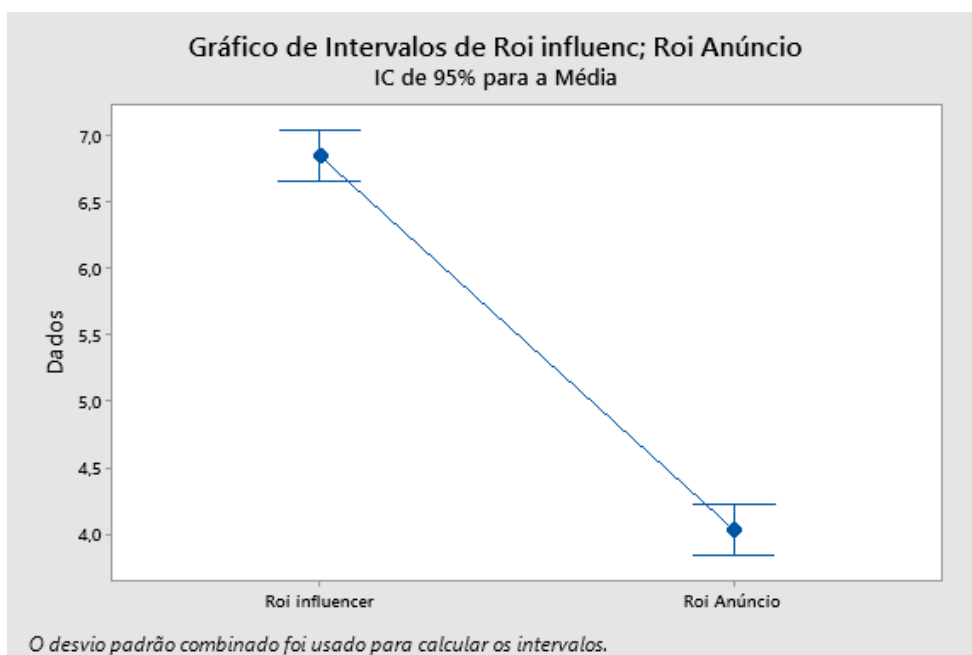 Gráfico de Intervalos de Roi influenc; Roi Anúncio
IC de 95% para a Média
7,0
6,5
6,0
5,5
5,0
4,5
4,0
Dados
Roi influencer
Roi Anúncio
O desvio padrão combinado foi usado para calcular os intervalos.